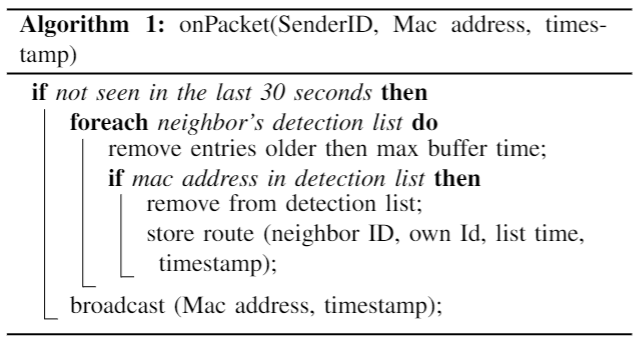 Algorithm 1: onPacket(SenderID, Mac address, times-
tamp)
if not seen in the last 30 seconds then
foreach neighbor's detection list do
remove entries older then max buffer time;
if mac address in detection list then
remove from detection list;
store route (neighbor ID, own Id, list time,
timestamp);
broadcast (Mac address, timestamp);